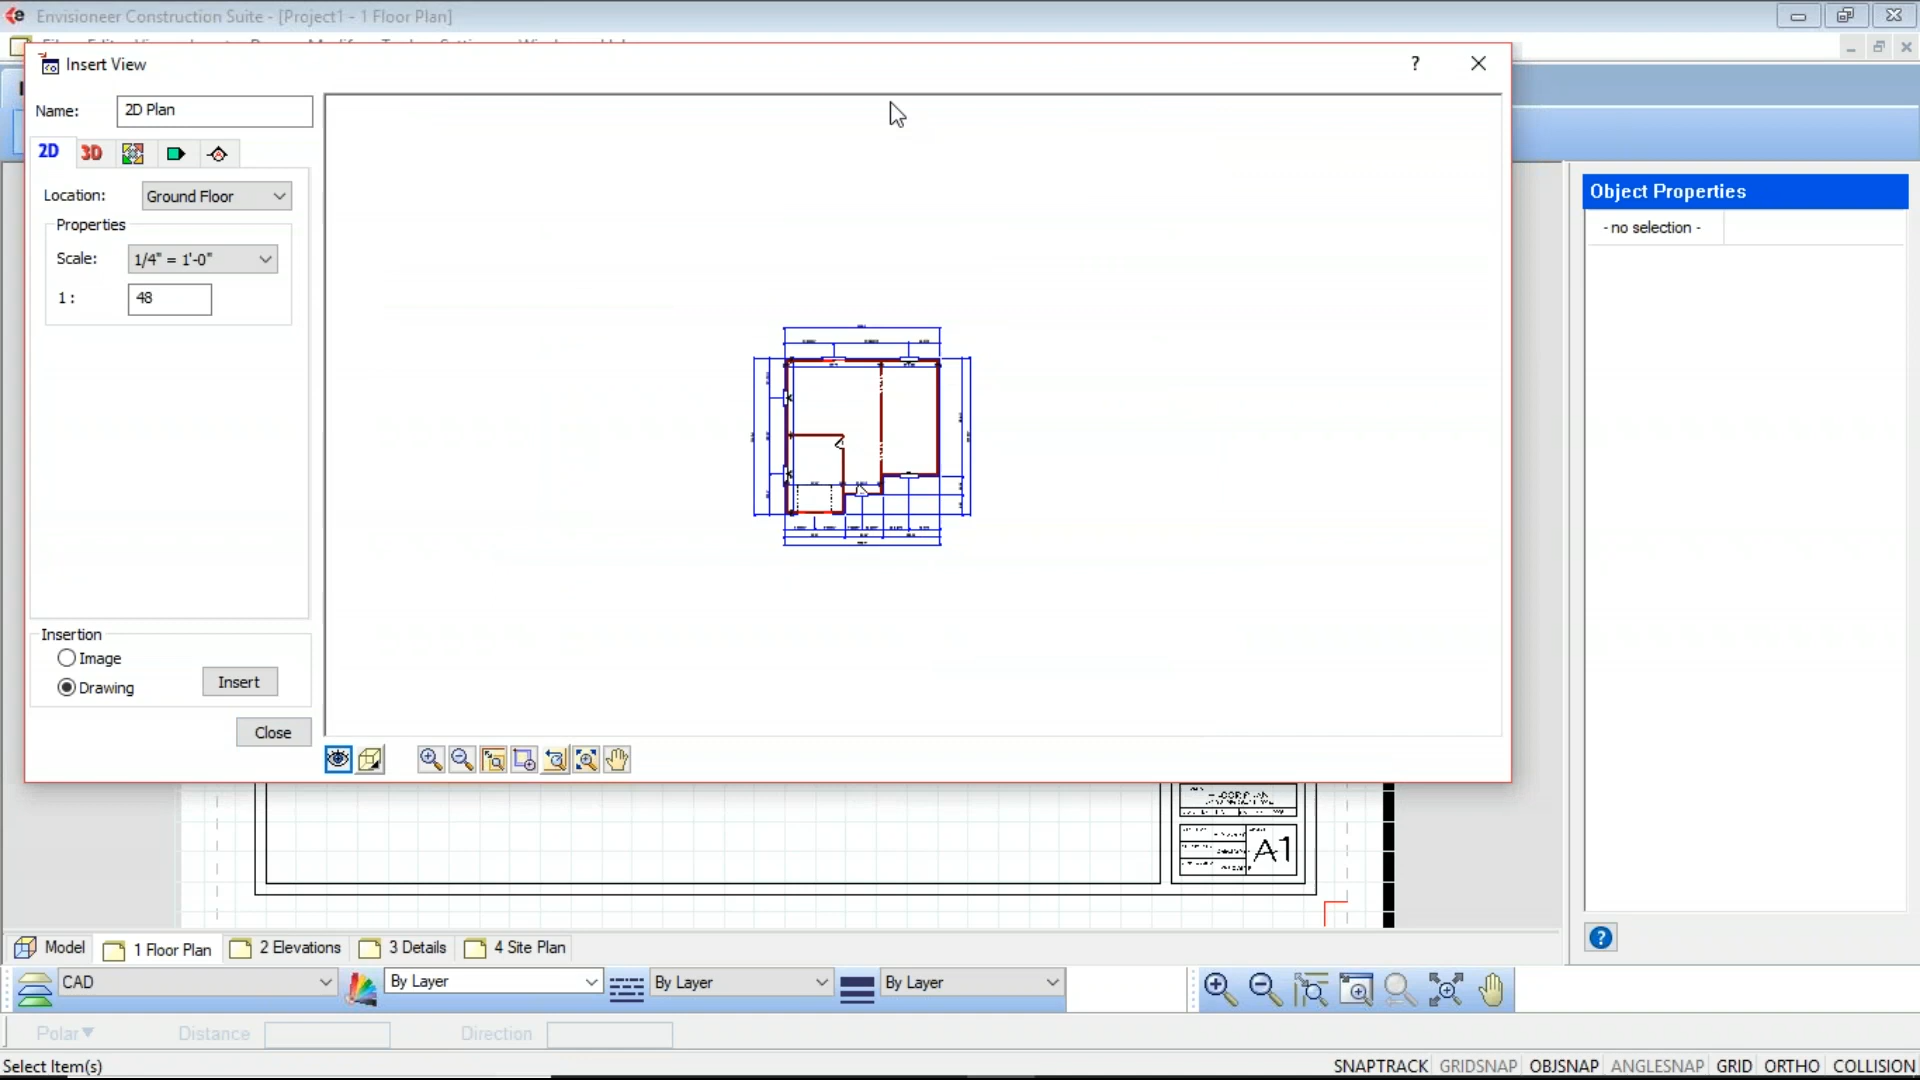 Envisioneer Construction Suite - [Project1 - 1 Floor Plan]
Insert View
?
Name:
2D Plan
2D
3D
Location:
Ground Floor
Properties
Scale:
1/4" = 1'-0"
1 :
48
Insertion
Image
Drawing
Insert
Close
Object Properties
- no selection -
FLOOR PLAN
A1
Model
1 Floor Plan
2 Elevations
3 Details
4 Site Plan
CAD
By Layer
By Layer
By Layer
Polar
Distance
Direction
Select Item(s)
SNAPTRACK
GRIDSNAP
OBJSNAP
ANGLESNAP
GRID
ORTHO
COLLISION